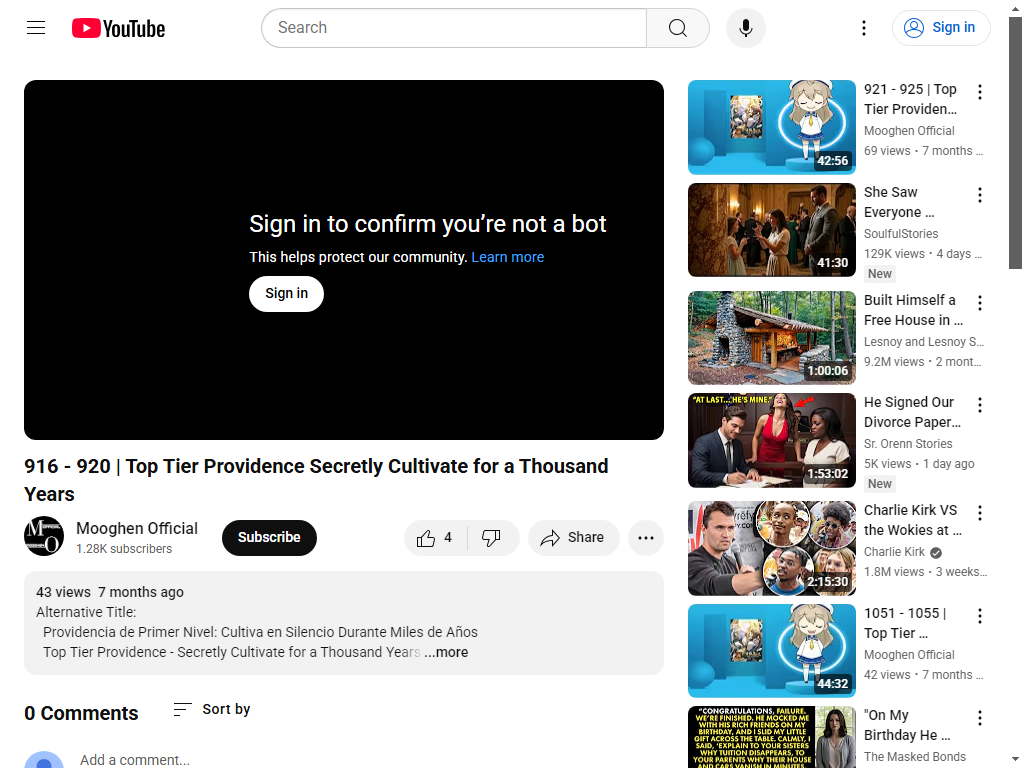 YouTube
Search
Sign in
Sign in to confirm you’re not a bot
This helps protect our community. Learn more
Sign in
916 - 920 | Top Tier Providence Secretly Cultivate for a Thousand
Years
Mooghen Official
1.28K subscribers
Subscribe
4
Share
43 views 7 months ago
Alternative Title:
Providencia de Primer Nivel: Cultiva en Silencio Durante Miles de Años
Top Tier Providence - Secretly Cultivate for a Thousand Years ...more
0 Comments
Sort by
Add a comment...
42:56
921 - 925 | Top
Tier Providen...
Mooghen Official
69 views • 7 months ...
41:30
She Saw
Everyone ...
SoulfulStories
129K views • 4 days ...
New
1:00:06
Built Himself a
Free House in ...
Lesnoy and Lesnoy S...
9.2M views • 2 mont...
"AT LAST... HE'S MINE."
1:53:02
He Signed Our
Divorce Paper...
Sr. Orenn Stories
5K views • 1 day ago
New
2:15:30
Charlie Kirk VS
the Wokies at ...
Charlie Kirk
1.8M views • 3 weeks...
44:32
1051 - 1055 |
Top Tier ...
Mooghen Official
42 views • 7 months ...
"CONGRATULATIONS, FAILURE.
WE'RE FINISHED. HE MOCKED ME
WITH HIS RICH FRIENDS ON MY
BIRTHDAY, AND I SLID MY LITTLE
GIFT ACROSS THE TABLE. CALMLY, I
SAID, 'EXPLAIN TO YOUR SISTERS
WHY TUITION DISAPPEARS, TO
YOUR PARENTS WHY THEIR HOUSE
AND CARS VANISH IN MINUTES,
"On My
Birthday He ...
The Masked Bonds